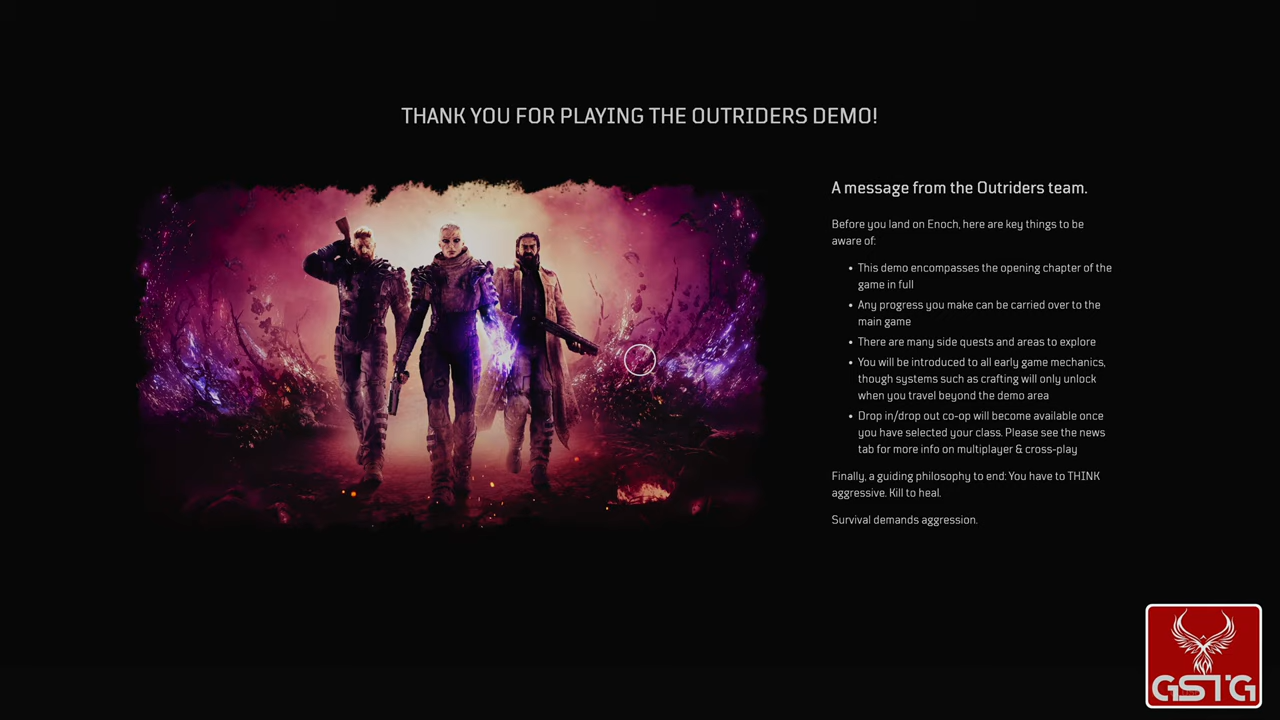 THANK YOU FOR PLAYING THE OUTRIDERS DEMO!
A message from the Outriders team.
Before you land on Enoch, here are key things to be
aware of:
• This demo encompasses the opening chapter of the
game in full
• Any progress you make can be carried over to the
main game
• There are many side quests and areas to explore
• You will be introduced to all early game mechanics,
though systems such as crafting will only unlock
when you travel beyond the demo area
• Drop in/drop out co-op will become available once
you have selected your class. Please see the news
tab for more info on multiplayer & cross-play
Finally, a guiding philosophy to end: You have to THINK
aggressive. Kill to heal.
Survival demands aggression.
GSTG